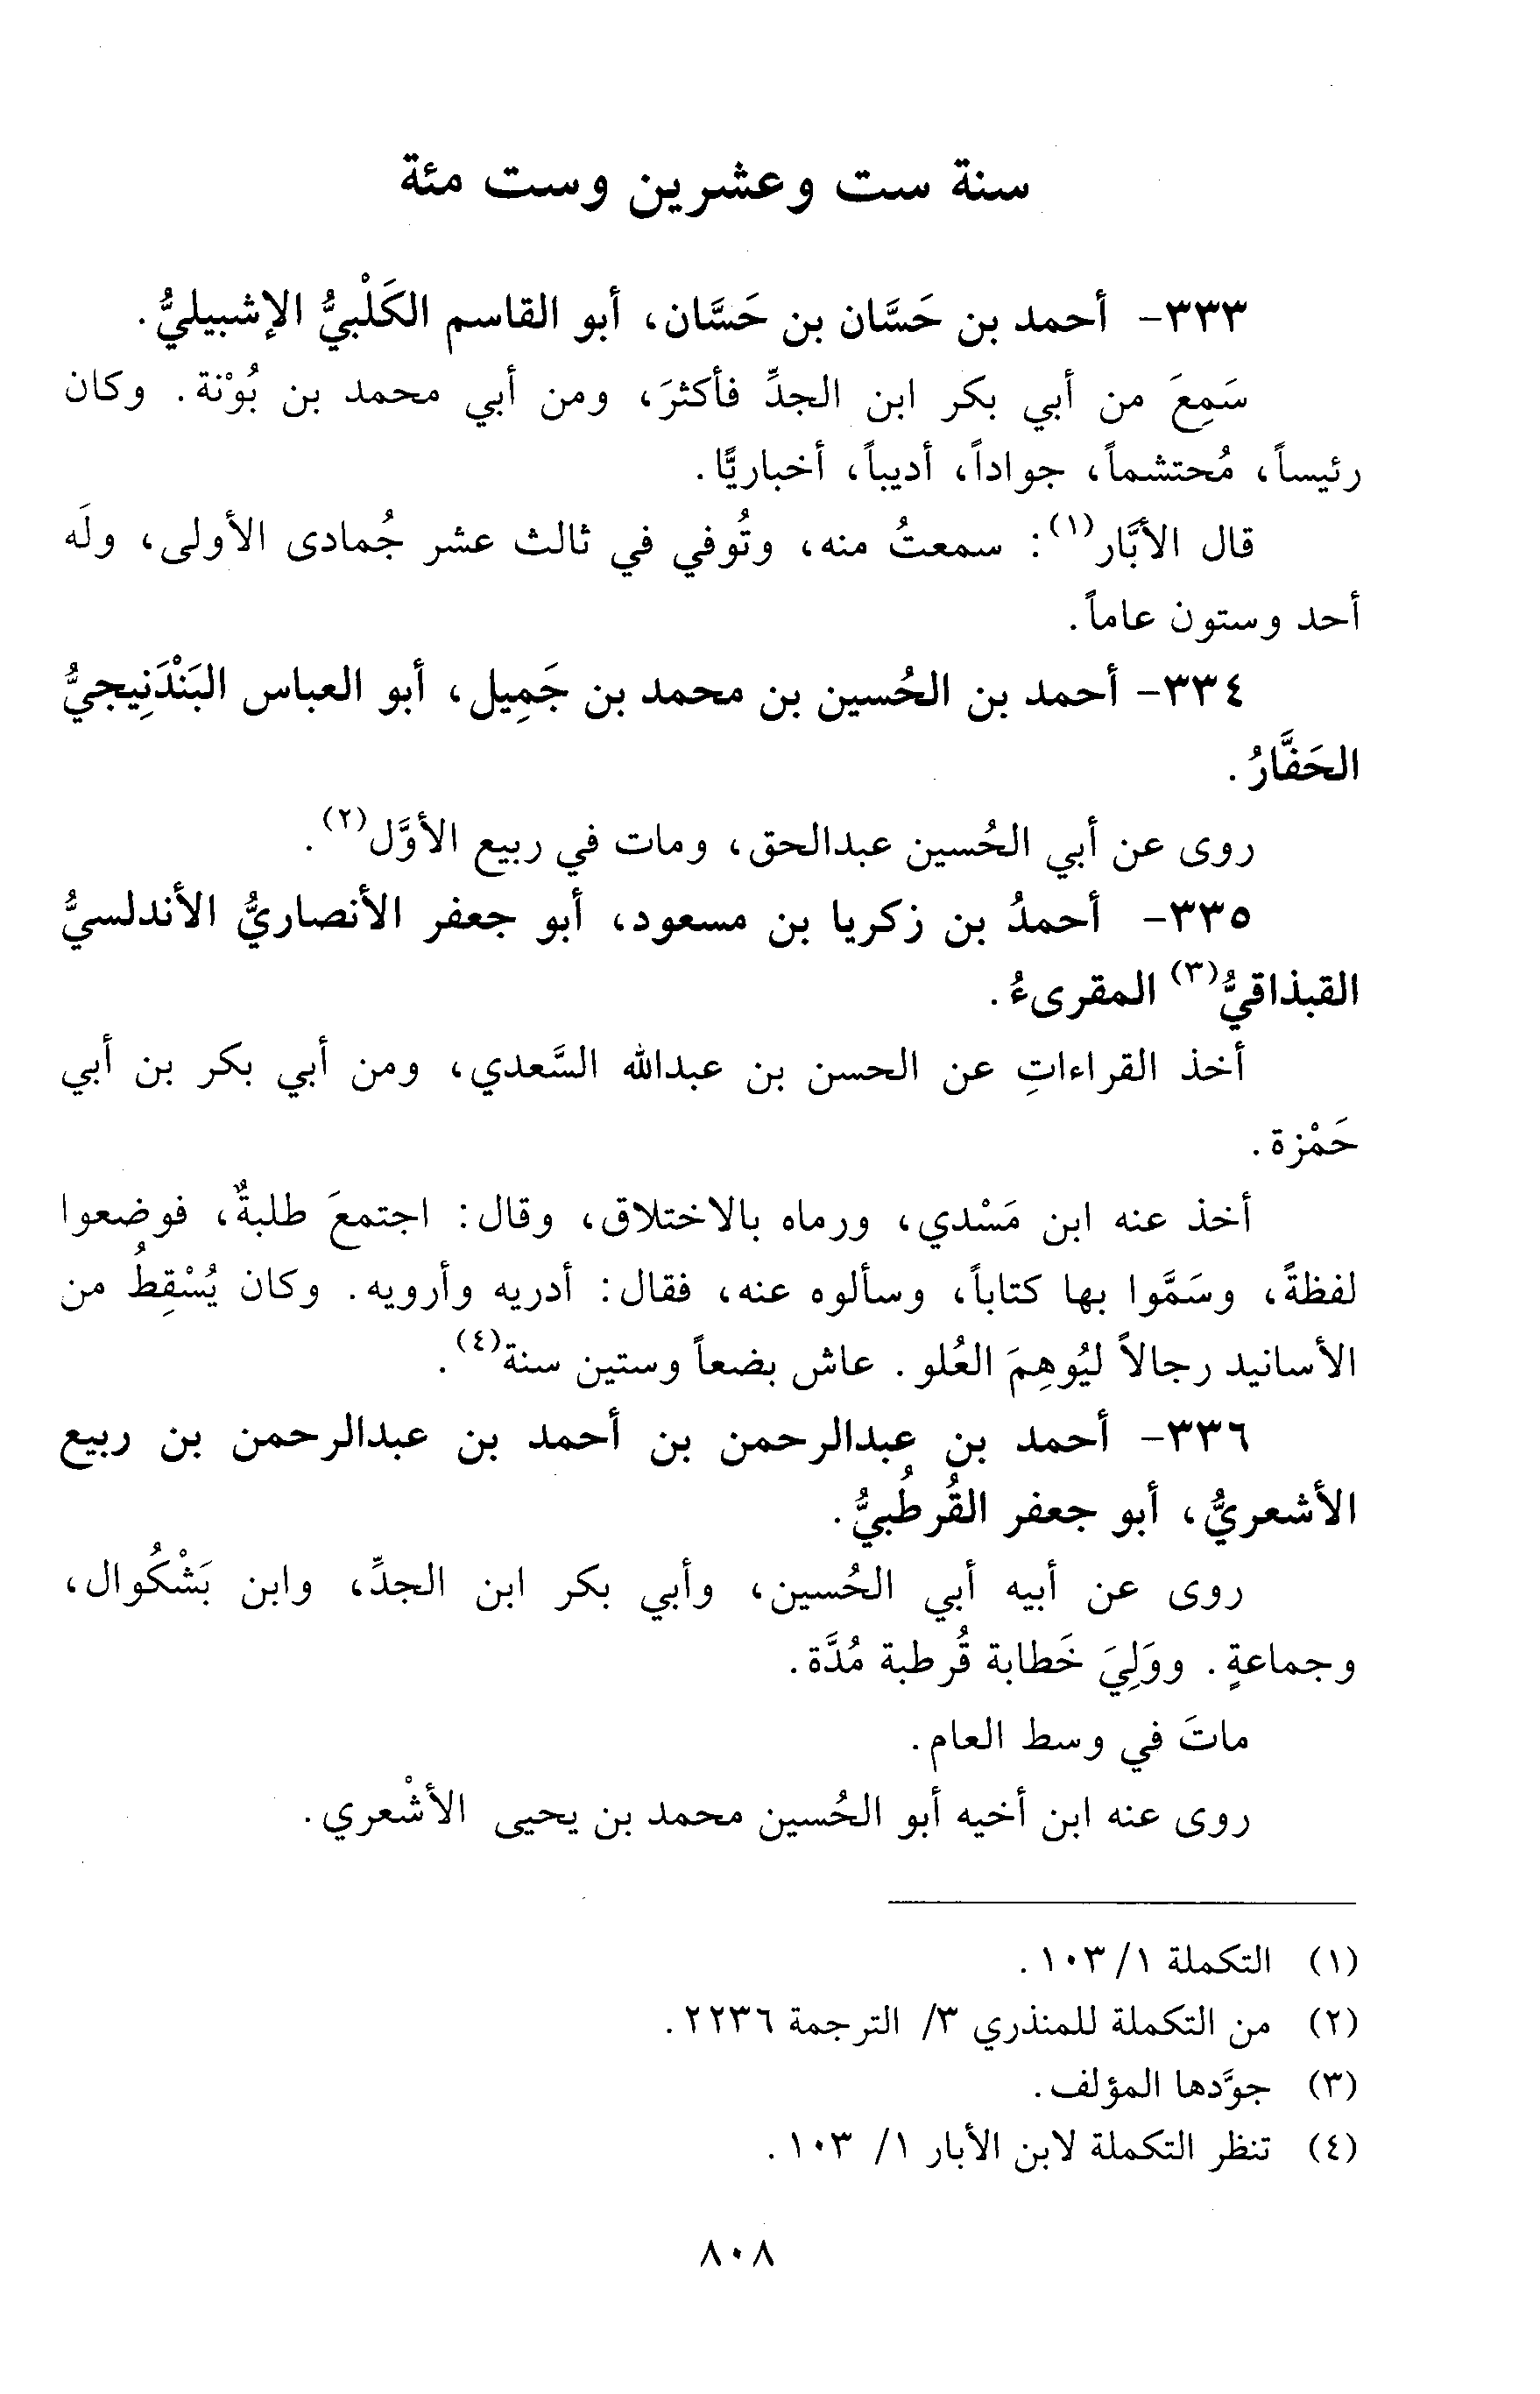 سنة ست وعشرين وست مئة
٣٣٣- أحمد بن حَسَّان بن حَسَّان، أبو القاسم الكَلْبيُّ الإشبيليُّ.
سَمِعَ من أبي بكر ابن الجدِّ فأكثرَ، ومن أبي محمد بن بُوْنة. وكان
رئيساً، مُحتشماً، جواداً، أديباً، أخباريًّا.
قال الأبَّار(١): سمعتُ منه، وتُوفي في ثالث عشر جُمادى الأولى، ولَه
أحد وستون عاماً.
٣٣٤- أحمد بن الحُسين بن محمد بن جَمِيل، أبو العباس البَنْدَنِيجيُّ
الحَفَّارُ.
روى عن أبي الحُسين عبدالحق، ومات في ربيع الأوَّل(٢).
٣٣٥- أحمدُ بن زكريا بن مسعود، أبو جعفر الأنصاريُّ الأندلسيُّ
القبذاقيُّ(٣) المقرىءُ.
أخذ القراءاتِ عن الحسن بن عبدالله السَّعدي، ومن أبي بكر بن أبي
حَمْزة.
أخذ عنه ابن مَسْدي، ورماه بالاختلاق، وقال: اجتمعَ طلبةٌ، فوضعوا
لفظةً، وسَمَّوا بها كتاباً، وسألوه عنه، فقال: أدريه وأرويه. وكان يُسْقِطُ من
الأسانيد رجالاً ليُوهِمَ العُلو. عاش بضعاً وستين سنة(٤).
٣٣٦- أحمد بن عبدالرحمن بن أحمد بن عبدالرحمن بن ربيع
الأشعريُّ، أبو جعفر القُرطُبيُّ.
روى عن أبيه أبي الحُسين، وأبي بكر ابن الجدِّ، وابن بَشْكُوال،
وجماعةٍ. ووَلِيَ خَطابة قُرطبة مُدَّة.
ماتَ في وسط العام.
روى عنه ابن أخيه أبو الحُسين محمد بن يحيى الأشْعري.
(١) التكملة ١/ ١٠٣.
(٢) من التكملة للمنذري ٣/ الترجمة ٢٢٣٦.
(٣) جوَّدها المؤلف.
(٤) تنظر التكملة لابن الأبار ١/ ١٠٣.
٨٠٨